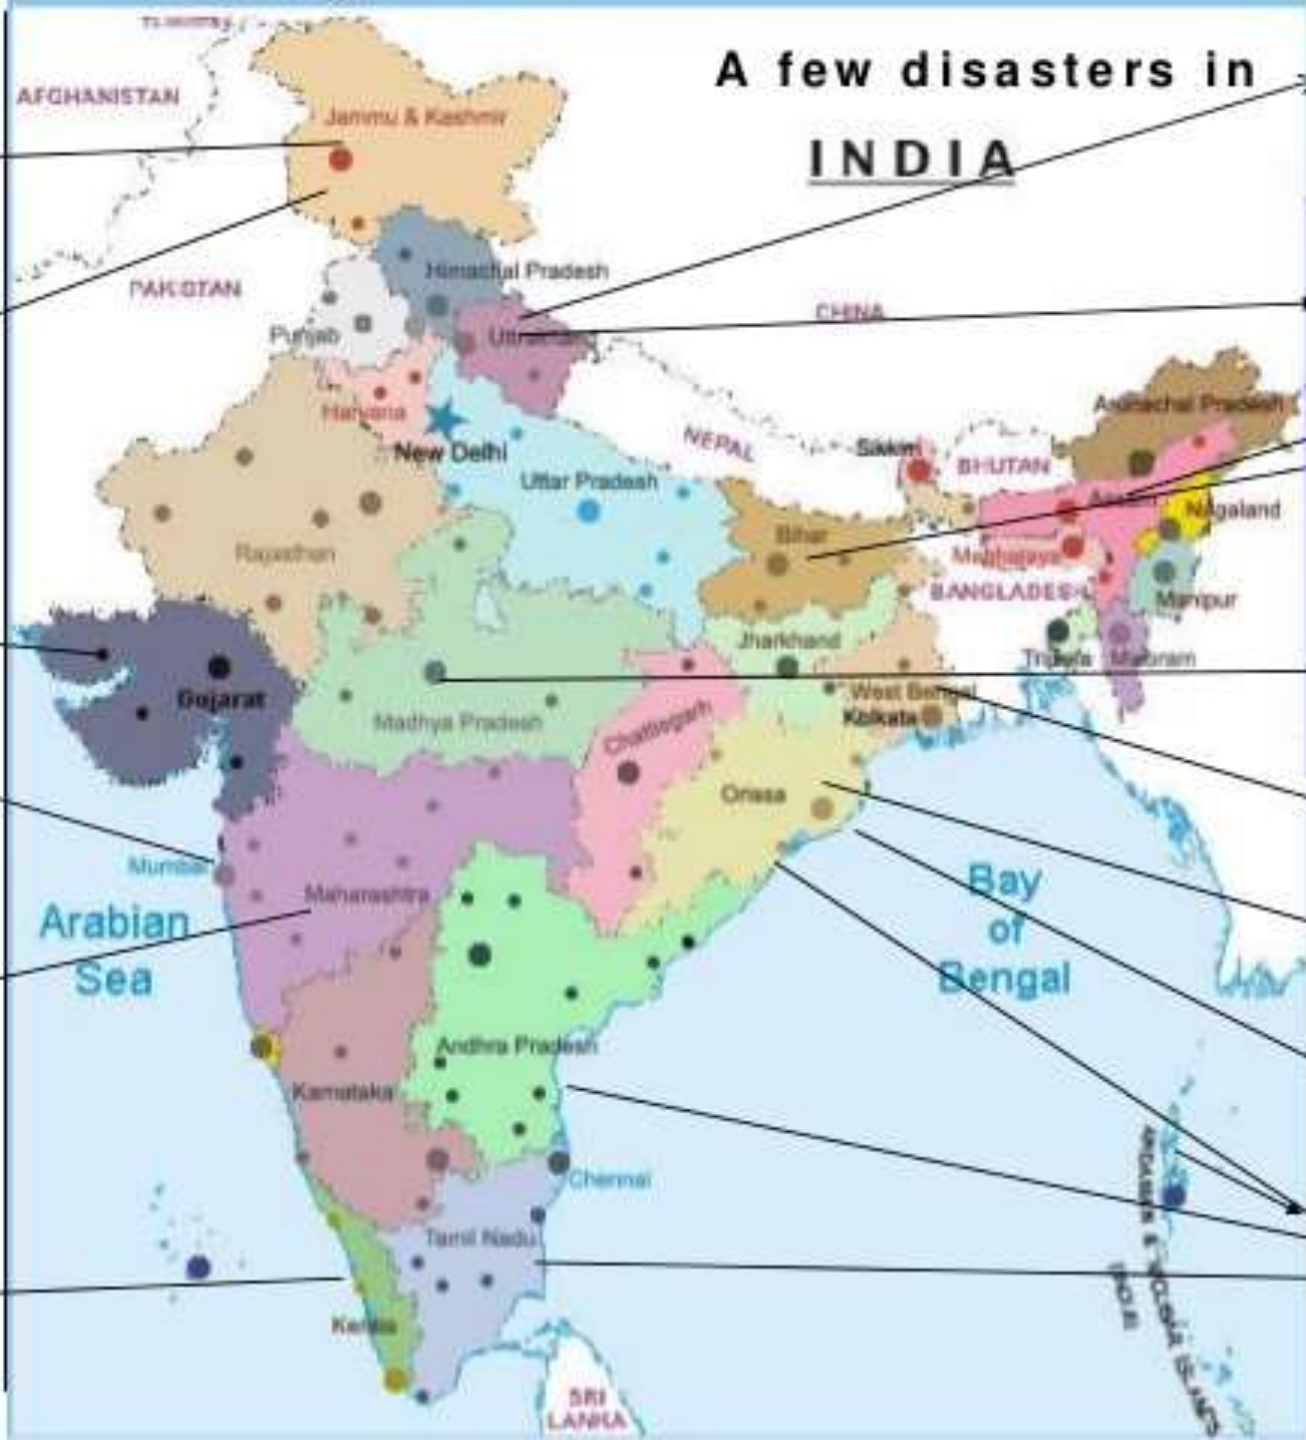 A few disasters in
INDIA
AFGHANISTAN
Jammu & Kashmir
PAKISTAN
Himachal Pradesh
CHINA
Punjab
Haryana
New Delhi
NEPAL
Sikkim
BHUTAN
Arunachal Pradesh
Uttar Pradesh
Nagaland
Rajasthan
Bihar
BANGLADESH
Manipur
Jharkhand
Gujarat
West Bengal
Kolkata
Madhya Pradesh
Chattisgarh
Orissa
Mumbai
Maharashtra
Arabian
Sea
Bay
of
Bengal
Andhra Pradesh
Karnataka
Chennai
Tamil Nadu
Kerala
SRI
LANKA